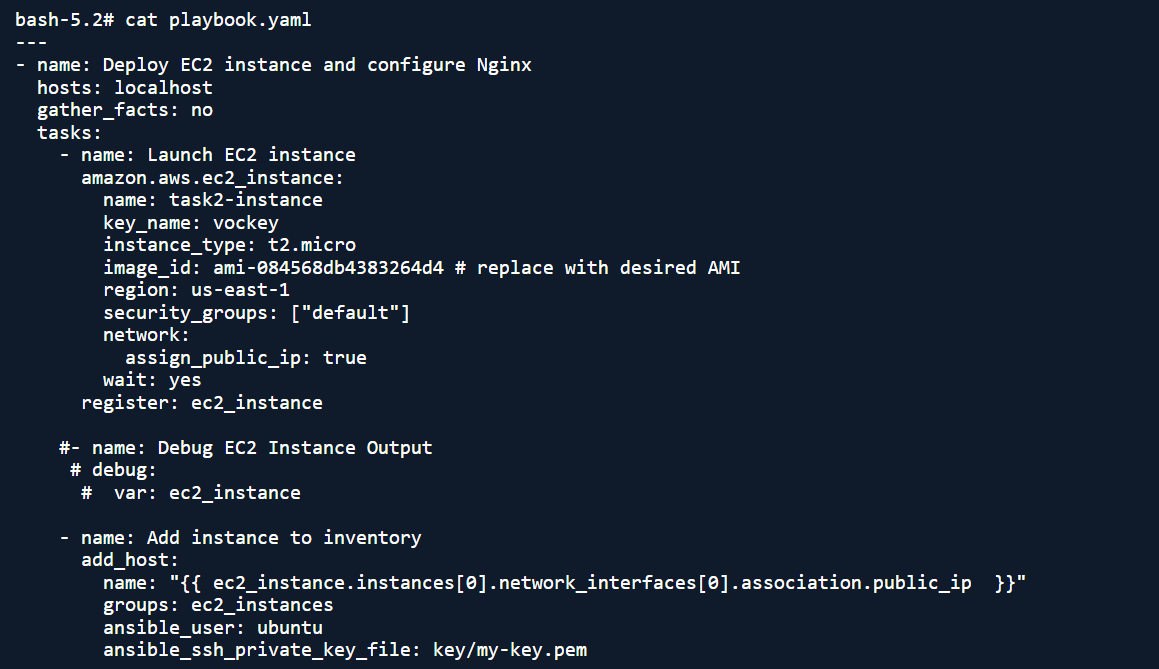 bash-5.2# cat playbook.yaml
---
- name: Deploy EC2 instance and configure Nginx
  hosts: localhost
  gather_facts: no
  tasks:
    - name: Launch EC2 instance
      amazon.aws.ec2_instance:
        name: task2-instance
        key_name: vockey
        instance_type: t2.micro
        image_id: ami-084568db4383264d4 # replace with desired AMI
        region: us-east-1
        security_groups: ["default"]
        network:
          assign_public_ip: true
        wait: yes
      register: ec2_instance

    #- name: Debug EC2 Instance Output
     # debug:
      #  var: ec2_instance

    - name: Add instance to inventory
      add_host:
        name: "{{ ec2_instance.instances[0].network_interfaces[0].association.public_ip  }}"
        groups: ec2_instances
        ansible_user: ubuntu
        ansible_ssh_private_key_file: key/my-key.pem